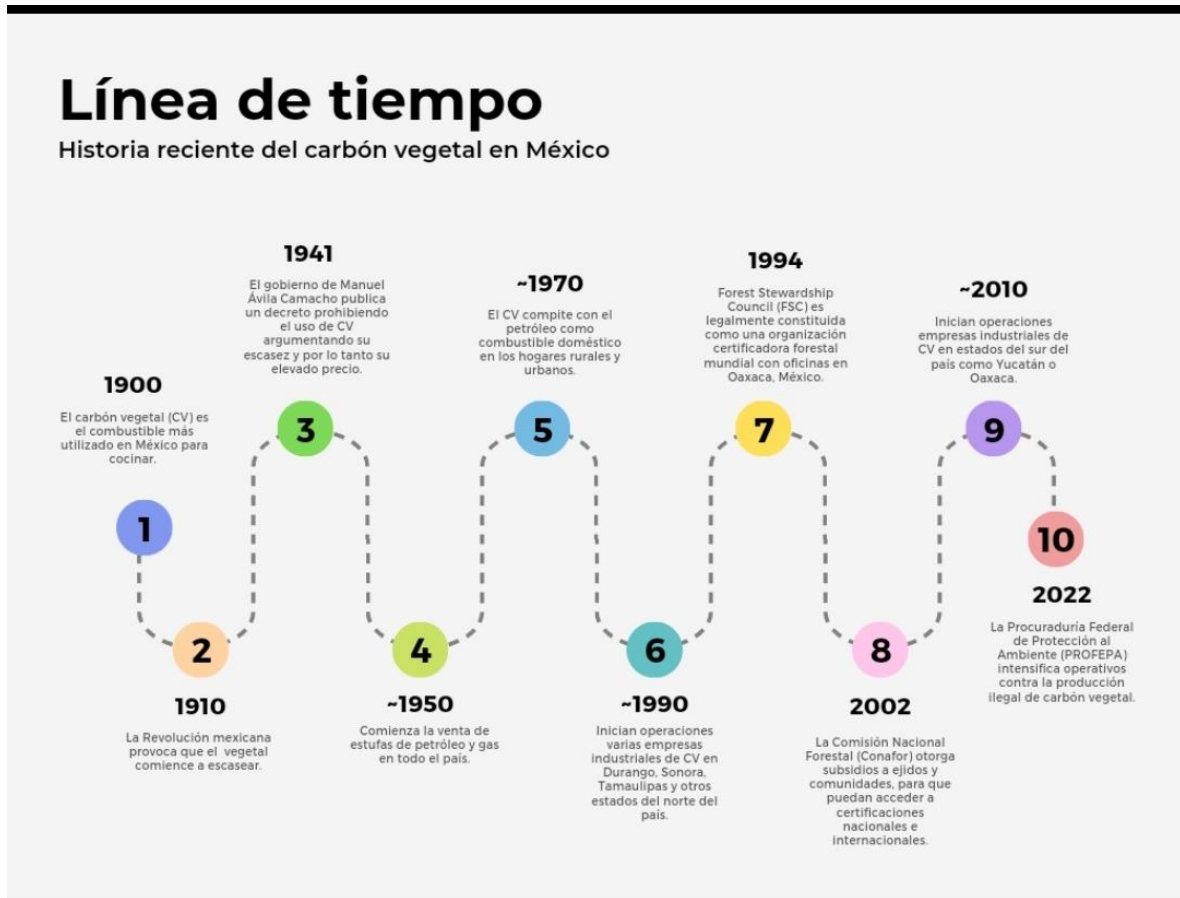 Línea de tiempo
Historia reciente del carbón vegetal en México
1900
El carbón vegetal (CV) es
el combustible más
utilizado en México para
cocinar.
1
2
1910
La Revolución mexicana
provoca que el vegetal
comience a escasear.
1941
El gobierno de Manuel
Ávila Camacho publica
un decreto prohibiendo
el uso de CV
argumentando su
escasez y por lo tanto su
elevado precio.
3
4
~1950
Comienza la venta de
estufas de petróleo y gas
en todo el país.
~1970
El CV compite con el
petróleo como
combustible doméstico
en los hogares rurales y
urbanos.
5
6
~1990
Inician operaciones
varias empresas
industriales de CV en
Durango, Sonora,
Tamaulipas y otros
estados del norte del
país.
1994
Forest Stewardship
Council (FSC) es
legalmente constituida
como una organización
certificadora forestal
mundial con oficinas en
Oaxaca, México.
7
8
2002
La Comisión Nacional
Forestal (Conafor) otorga
subsidios a ejidos y
comunidades, para que
puedan acceder a
certificaciones
nacionales e
internacionales.
~2010
Inician operaciones
empresas industriales de
CV en estados del sur del
país como Yucatán o
Oaxaca.
9
10
2022
La Procuraduría Federal
de Protección al
Ambiente (PROFEPA)
intensifica operativos
contra la producción
ilegal de carbón vegetal.